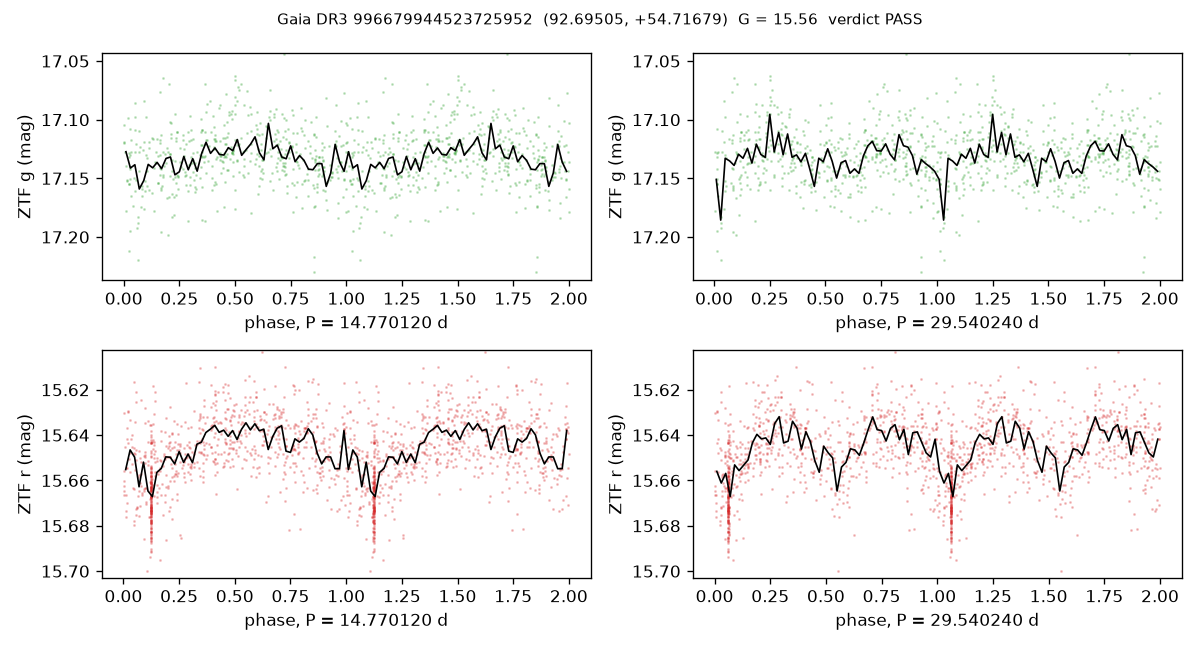 Gaia DR3 996679944523725952 (92.69505, +54.71679) G = 15.56 verdict PASS
ZTF g (mag)
17.05
17.10
17.15
17.20
0.00 0.25 0.50 0.75 1.00 1.25 1.50 1.75 2.00
phase, P = 14.770120 d
ZTF g (mag)
17.05
17.10
17.15
17.20
0.00 0.25 0.50 0.75 1.00 1.25 1.50 1.75 2.00
phase, P = 29.540240 d
ZTF r (mag)
15.62
15.64
15.66
15.68
15.70
0.00 0.25 0.50 0.75 1.00 1.25 1.50 1.75 2.00
phase, P = 14.770120 d
ZTF r (mag)
15.62
15.64
15.66
15.68
15.70
0.00 0.25 0.50 0.75 1.00 1.25 1.50 1.75 2.00
phase, P = 29.540240 d